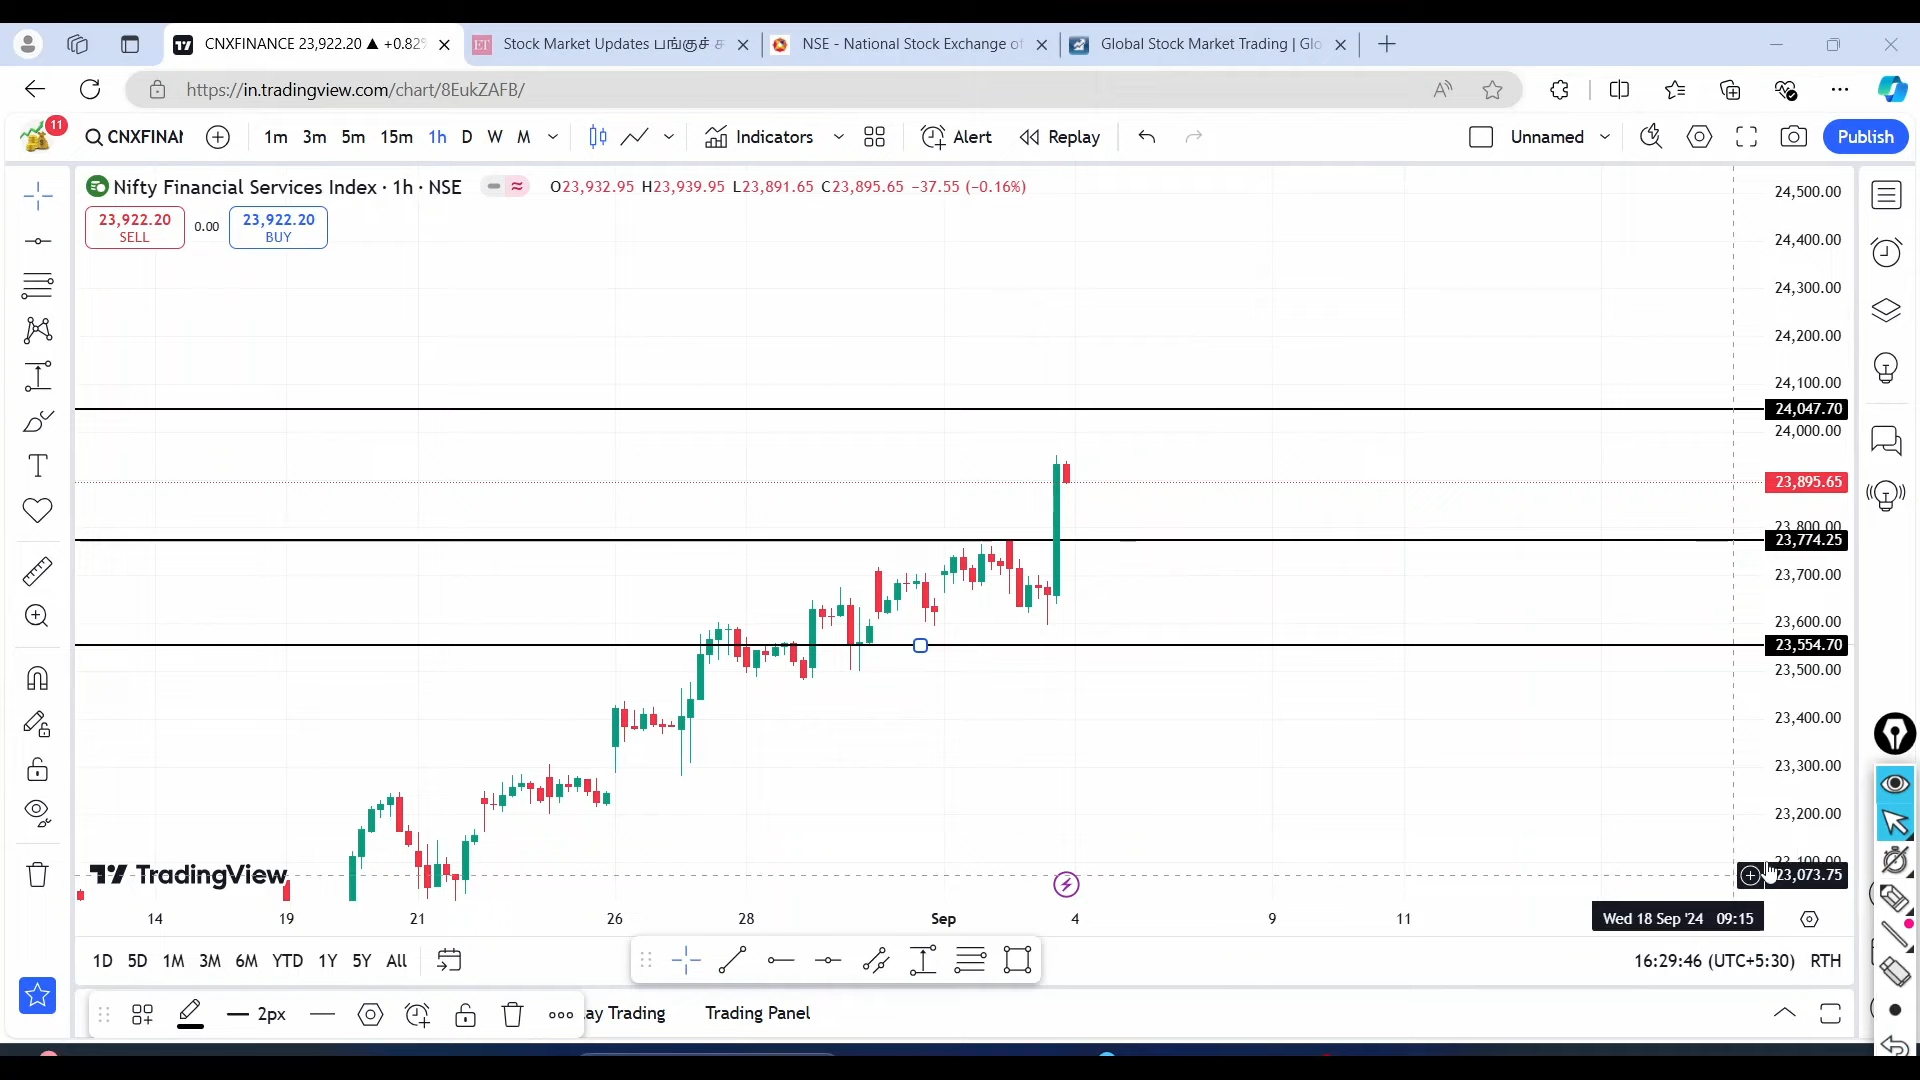 CNXFINANCE 23,922.20 ▲ +0.82%
Stock Market Updates பங்குச்
NSE - National Stock Exchange of
Global Stock Market Trading | Glo
https://in.tradingview.com/chart/8EukZAFB/
11
CNXFINA
1m 3m 5m 15m 1h D W M
Indicators
Alert
Replay
Unnamed
Publish
Nifty Financial Services Index · 1h · NSE
O23,932.95 H23,939.95 L23,891.65 C23,895.65 −37.55 (−0.16%)
23,922.20
SELL
0.00
23,922.20
BUY
24,500.00
24,400.00
24,300.00
24,200.00
24,100.00
24,047.70
24,000.00
23,895.65
23,800.00
23,774.25
23,700.00
23,600.00
23,554.70
23,500.00
23,400.00
23,300.00
23,200.00
23,100.00
23,073.75
TradingView
14 19 21 26 28 Sep 4 9 11
Wed 18 Sep '24 09:15
1D 5D 1M 3M 6M YTD 1Y 5Y All
16:29:46 (UTC+5:30) RTH
2px
ay Trading
Trading Panel